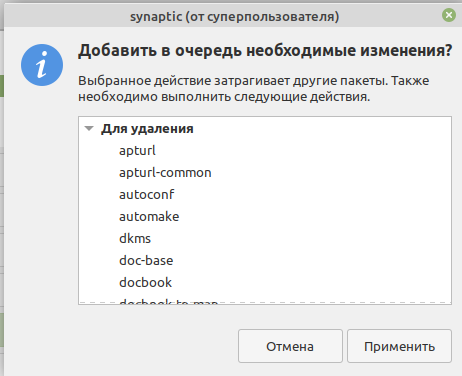 synaptic (от суперпользователя)
Добавить в очередь необходимые изменения?
Выбранное действие затрагивает другие пакеты. Также
необходимо выполнить следующие действия.
Для удаления
apturl
apturl-common
autoconf
automake
dkms
doc-base
docbook
Отмена
Применить